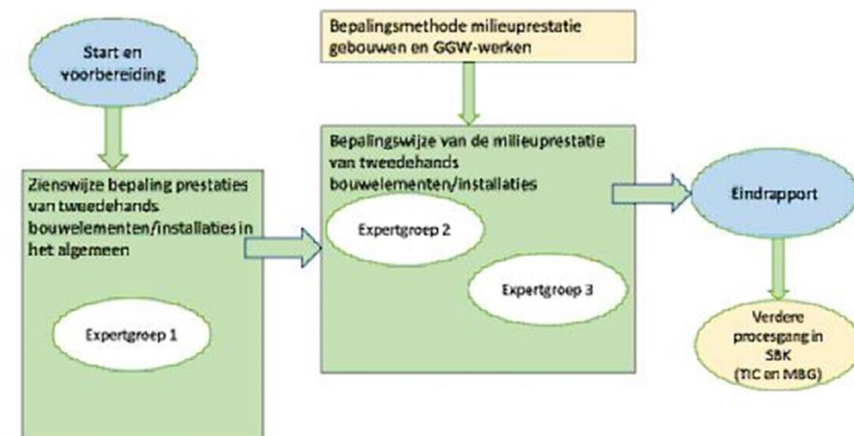 Start en
voorbereiding
Bepalingsmethode milieuprestatie
gebouwen en GGW-werken
Zienswijze bepaling prestaties
van tweedehands
bouwelementen/installaties in
het algemeen
Expertgroep 1
Bepalingswijze van de milieuprestatie
van tweedehands
bouwelementen/installaties
Expertgroep 2
Expertgroep 3
Eindrapport
Verdere
procesgang in
SBK
(TIC en MBG)